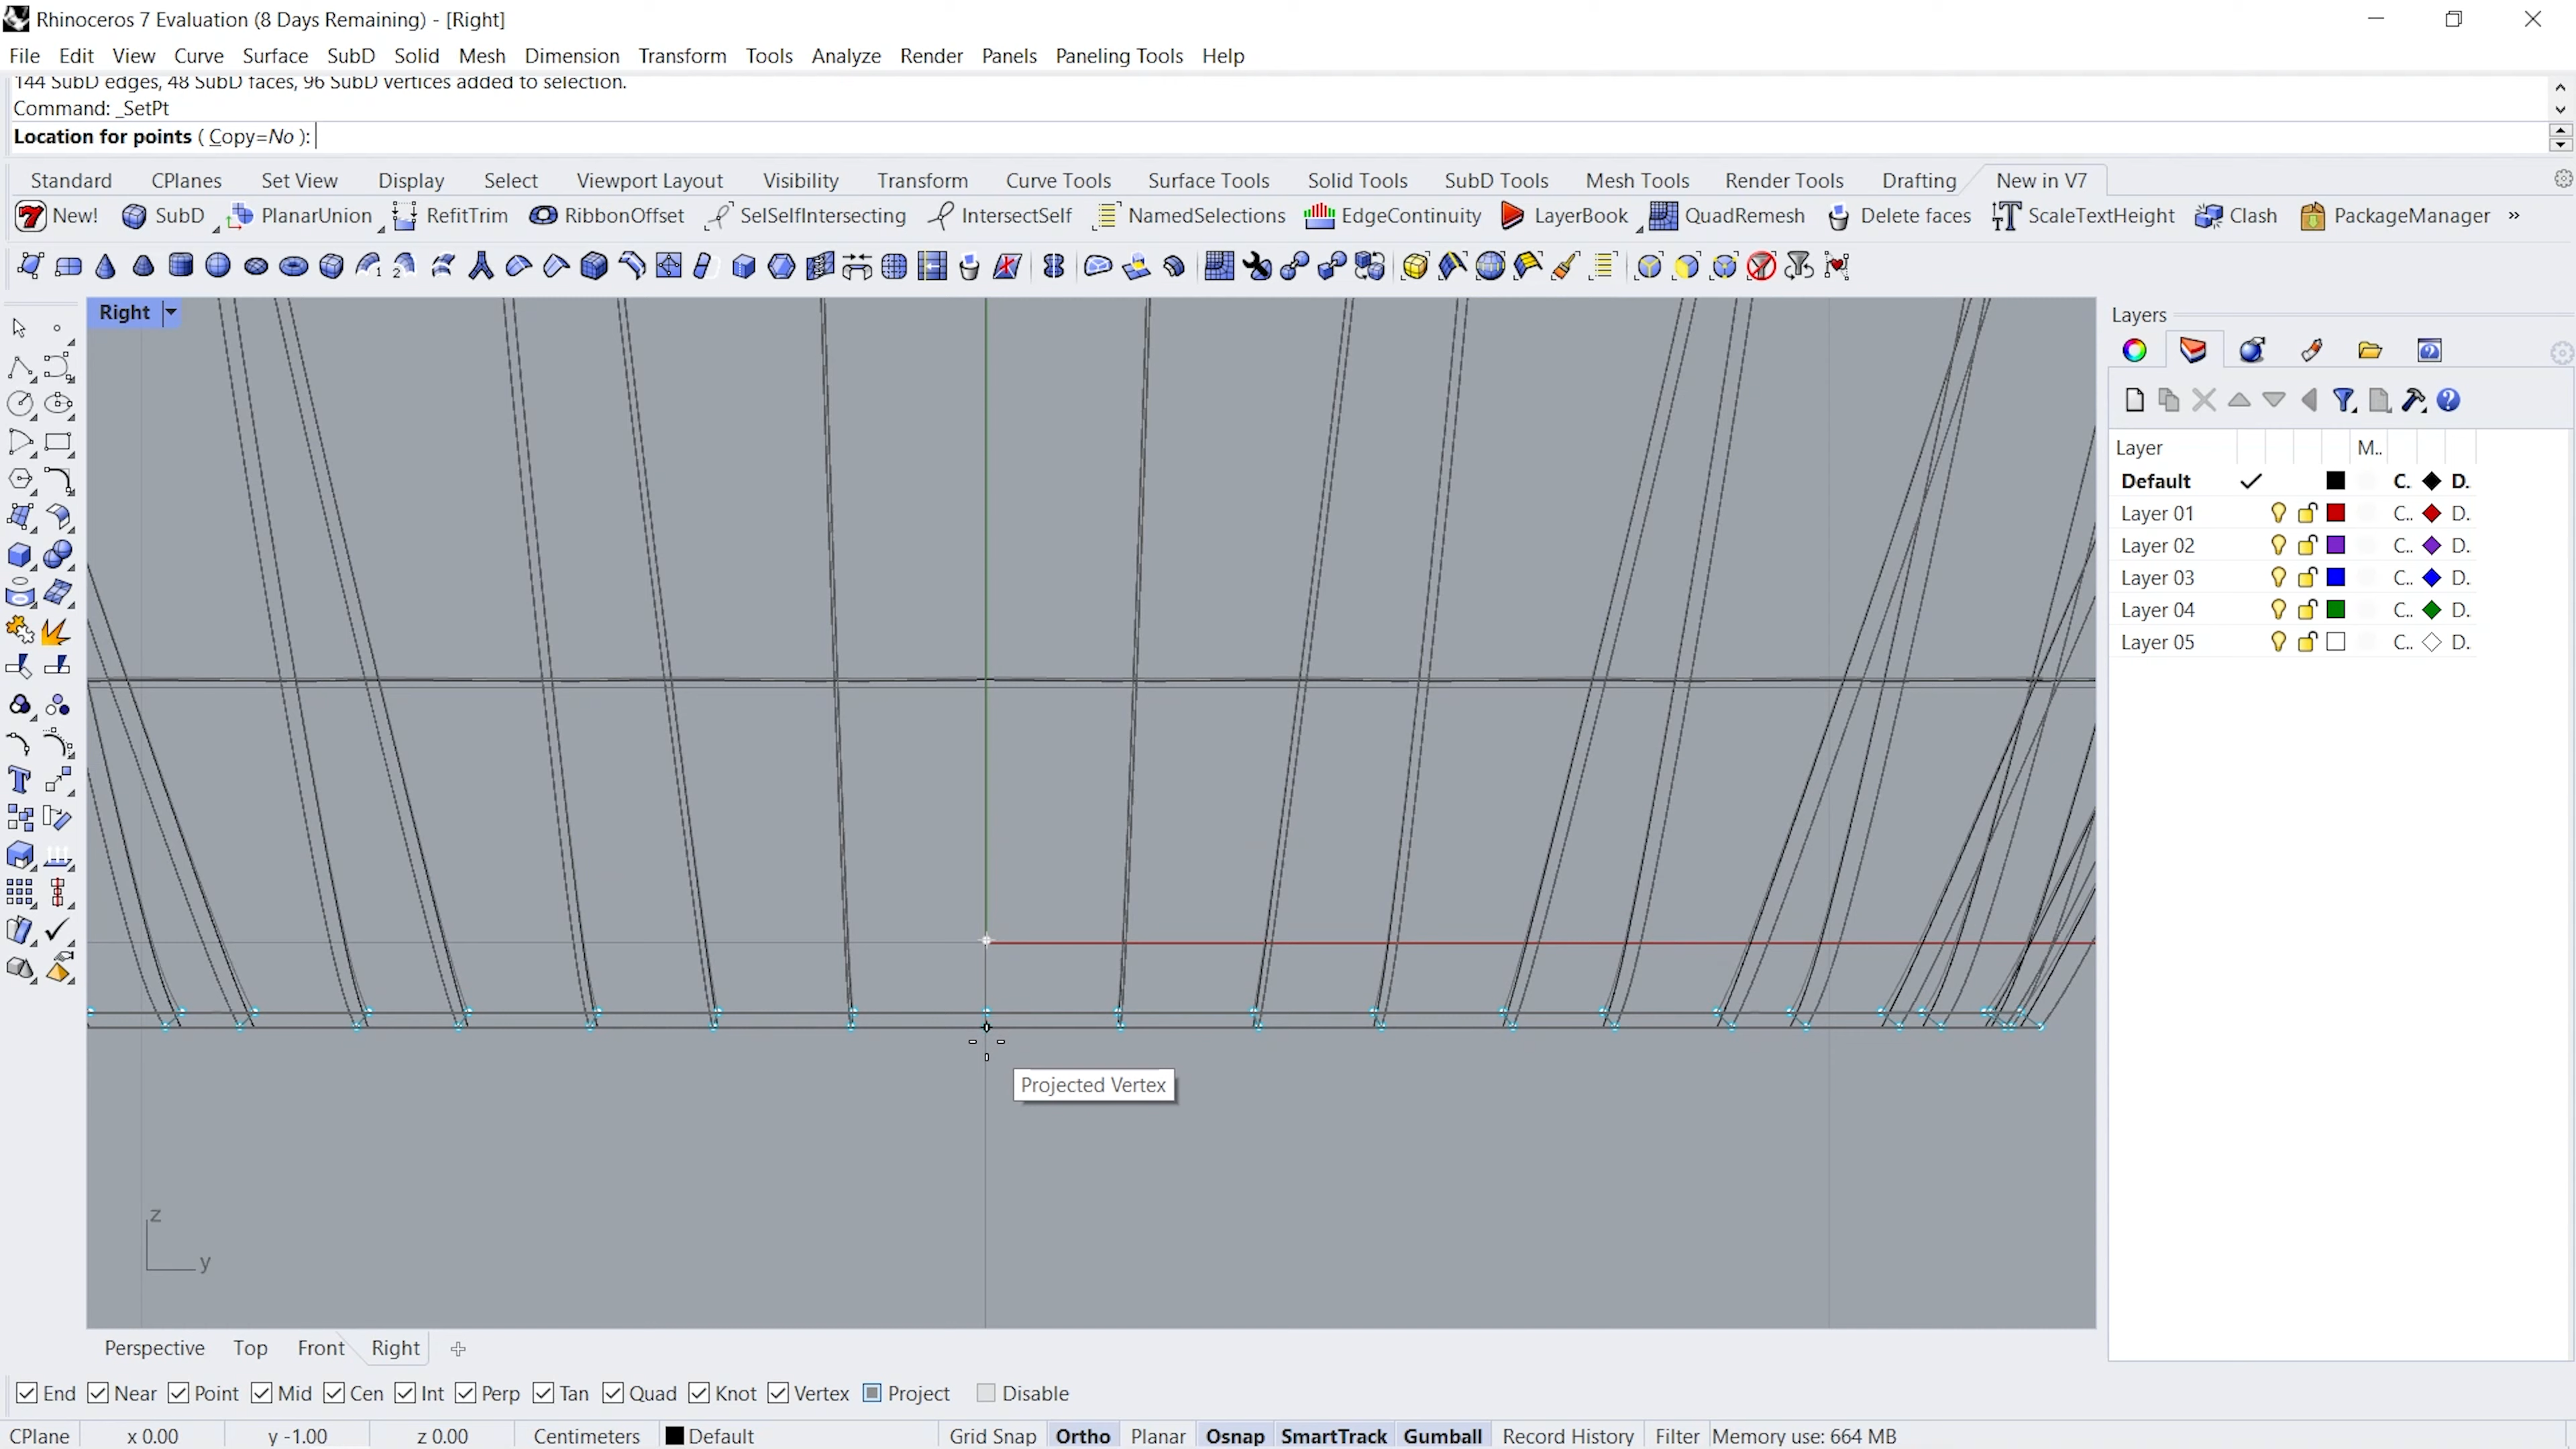 Rhinoceros 7 Evaluation (8 Days Remaining) - [Right]
File Edit View Curve Surface SubD Solid Mesh Dimension Transform Tools Analyze Render Panels Paneling Tools Help
144 SubD edges, 48 SubD faces, 96 SubD vertices added to selection.
Command: _SetPt
Location for points ( Copy=No ):
Standard CPlanes Set View Display Select Viewport Layout Visibility Transform Curve Tools Surface Tools Solid Tools SubD Tools Mesh Tools Render Tools Drafting New in V7
7 New! SubD PlanarUnion RefitTrim RibbonOffset SelSelfIntersecting IntersectSelf NamedSelections EdgeContinuity LayerBook QuadRemesh Delete faces ScaleTextHeight Clash PackageManager »
Right
Layers
Layer M..
Default C. D.
Layer 01 C.. D.
Layer 02 C.. D.
Layer 03 C.. D.
Layer 04 C.. D.
Layer 05 C.. D.
Projected Vertex
z
y
Perspective Top Front Right
End Near Point Mid Cen Int Perp Tan Quad Knot Vertex Project Disable
CPlane x 0.00 y -1.00 z 0.00 Centimeters Default Grid Snap Ortho Planar Osnap SmartTrack Gumball Record History Filter Memory use: 664 MB